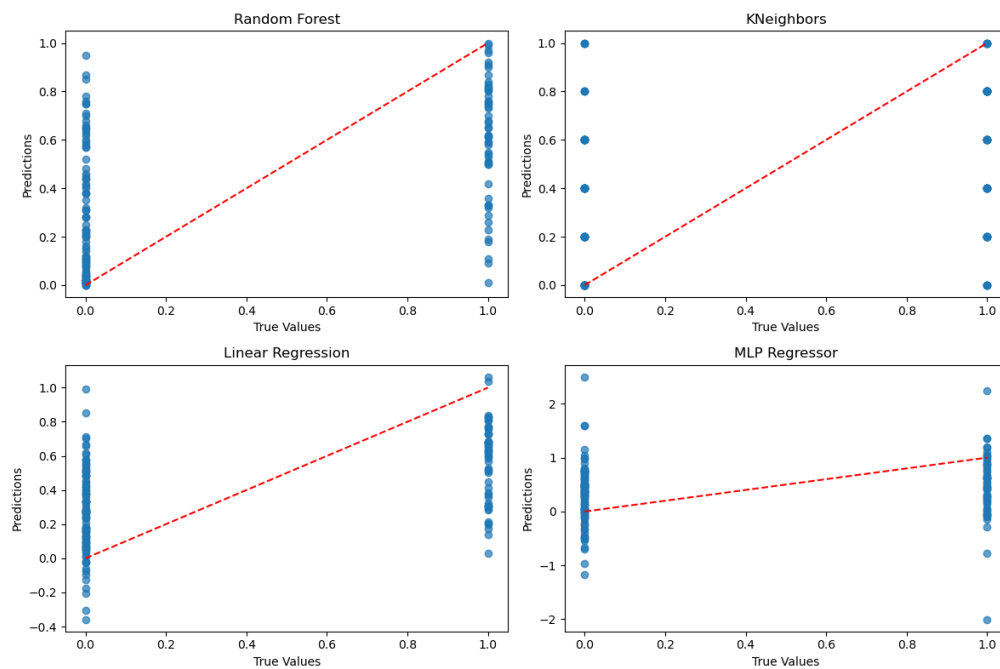 Random Forest
Predictions
1.0
0.8
0.6
0.4
0.2
0.0
0.0 0.2 0.4 0.6 0.8 1.0
True Values
KNeighbors
Predictions
1.0
0.8
0.6
0.4
0.2
0.0
0.0 0.2 0.4 0.6 0.8 1.0
True Values
Linear Regression
Predictions
1.0
0.8
0.6
0.4
0.2
0.0
−0.2
−0.4
0.0 0.2 0.4 0.6 0.8 1.0
True Values
MLP Regressor
Predictions
2
1
0
−1
−2
0.0 0.2 0.4 0.6 0.8 1.0
True Values